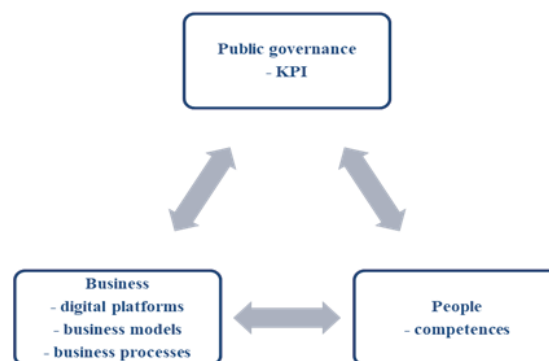 Public governance
- KPI
Business
- digital platforms
- business models
- business processes
People
- competences